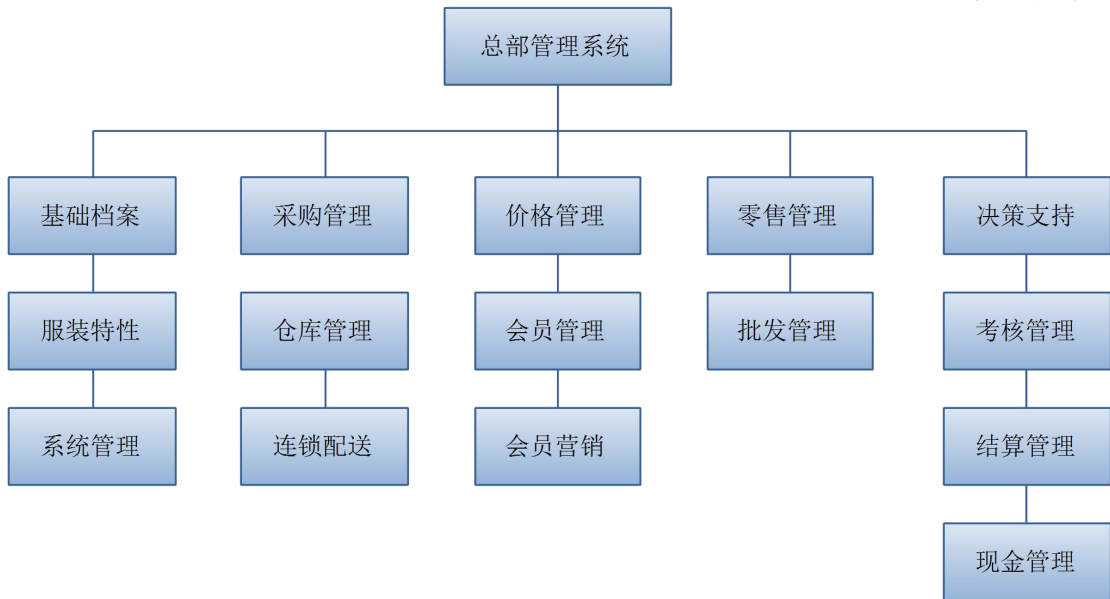 总部管理系统
基础档案
采购管理
价格管理
零售管理
决策支持
服装特性
仓库管理
会员管理
批发管理
考核管理
系统管理
连锁配送
会员营销
结算管理
现金管理